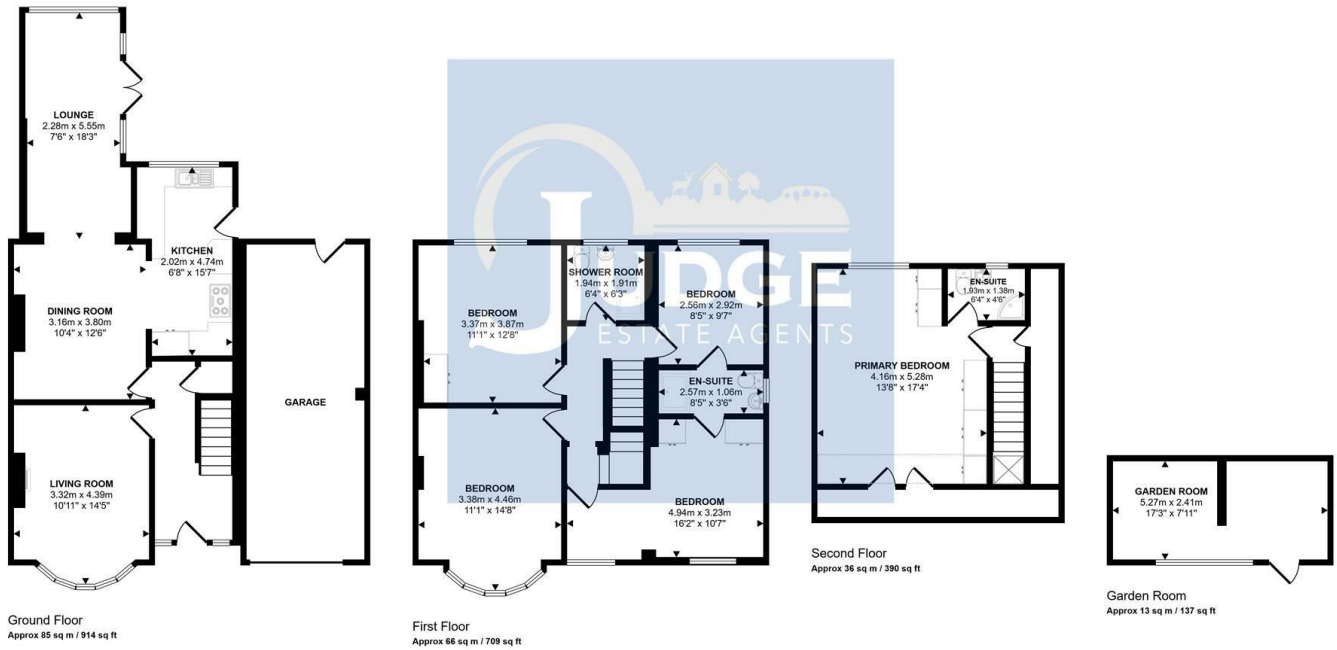 LOUNGE
2.28m x 5.55m
7'6" x 18'3"
KITCHEN
2.02m x 4.74m
6'8" x 15'7"
DINING ROOM
3.16m x 3.80m
10'4" x 12'6"
GARAGE
LIVING ROOM
3.32m x 4.39m
10'11" x 14'5"
Ground Floor
Approx 85 sq m / 914 sq ft
JUDGE
ESTATE AGENTS
SHOWER ROOM
1.94m x 1.91m
6'4" x 6'3"
BEDROOM
2.56m x 2.92m
8'5" x 9'7"
BEDROOM
3.37m x 3.87m
11'1" x 12'8"
EN-SUITE
2.57m x 1.06m
8'5" x 3'6"
BEDROOM
3.38m x 4.46m
11'1" x 14'8"
BEDROOM
4.94m x 3.23m
16'2" x 10'7"
First Floor
Approx 66 sq m / 709 sq ft
EN-SUITE
1.93m x 1.38m
6'4" x 4'6"
PRIMARY BEDROOM
4.16m x 5.28m
13'8" x 17'4"
Second Floor
Approx 36 sq m / 390 sq ft
GARDEN ROOM
5.27m x 2.41m
17'3" x 7'11"
Garden Room
Approx 13 sq m / 137 sq ft